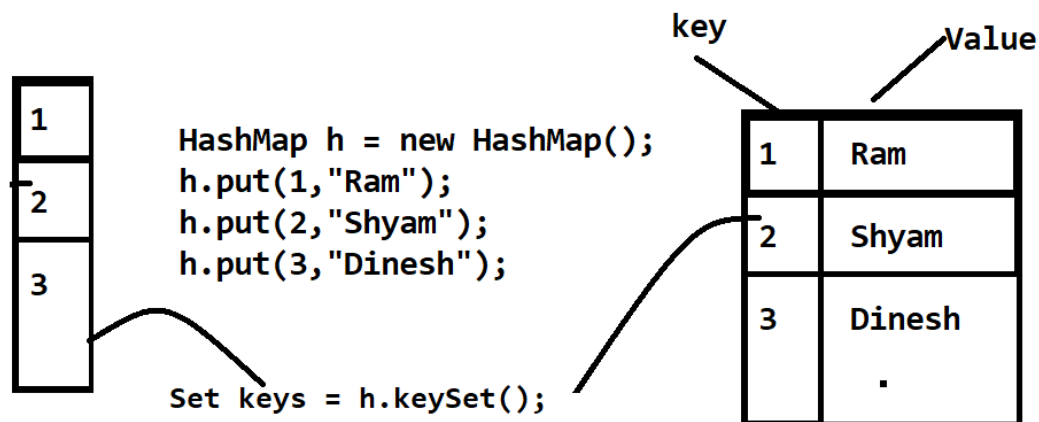 key
Value
1
2
3
HashMap h = new HashMap();
h.put(1,"Ram");
h.put(2,"Shyam");
h.put(3,"Dinesh");
Set keys = h.keySet();
1 Ram
2 Shyam
3 Dinesh
.